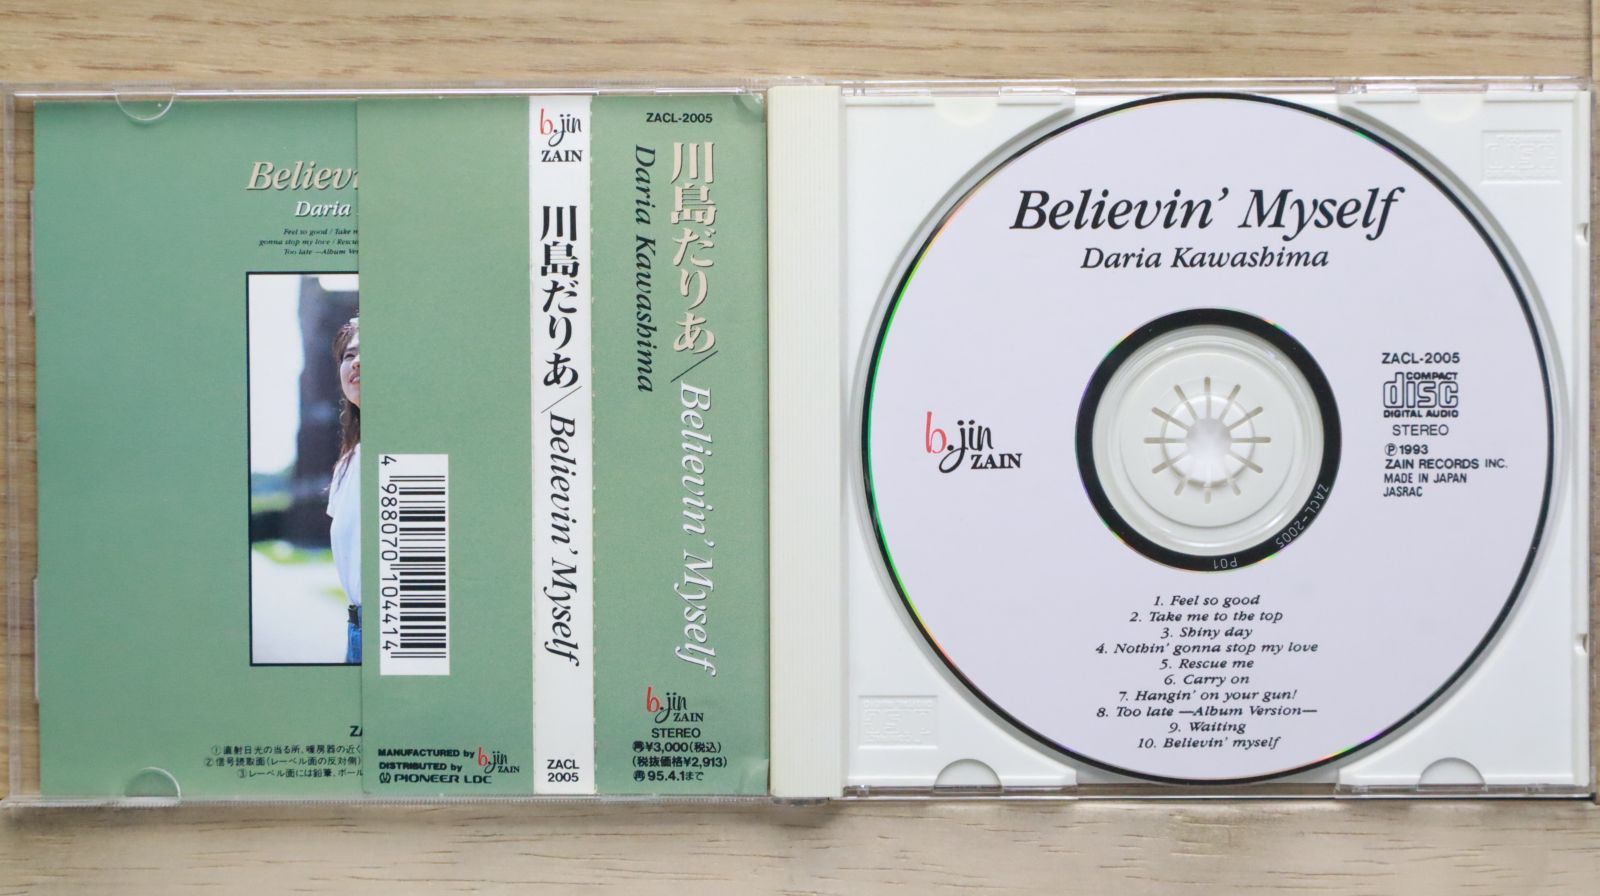 Believi
Daria
Feel so good / Take m
gonna stop my love / Rescue
Too late —Album Ver
①直射日光の当る所、暖房器の近く
②信号読取面(レーベル面の反対側)
③レーベル面には鉛筆、ボール
4 988070 104414
MANUFACTURED by b.jin ZAIN
DISTRIBUTED by
PIONEER LDC
b.jin
ZAIN
川島だりあ/Believin' Myself
ZACL
2005
ZACL-2005
川島だりあ/Believin' Myself
Daria Kawashima
b.jin
ZAIN
STEREO
㊢¥3,000(税込)
(税抜価格¥2,913)
㊢95.4.1まで
Believin' Myself
Daria Kawashima
b.jin
ZAIN
ZACL-2005
COMPACT
disc
DIGITAL AUDIO
STEREO
Ⓟ1993
ZAIN RECORDS INC.
MADE IN JAPAN
JASRAC
ZACL-2005 P01
1. Feel so good
2. Take me to the top
3. Shiny day
4. Nothin' gonna stop my love
5. Rescue me
6. Carry on
7. Hangin' on your gun!
8. Too late —Album Version—
9. Waiting
10. Believin' myself